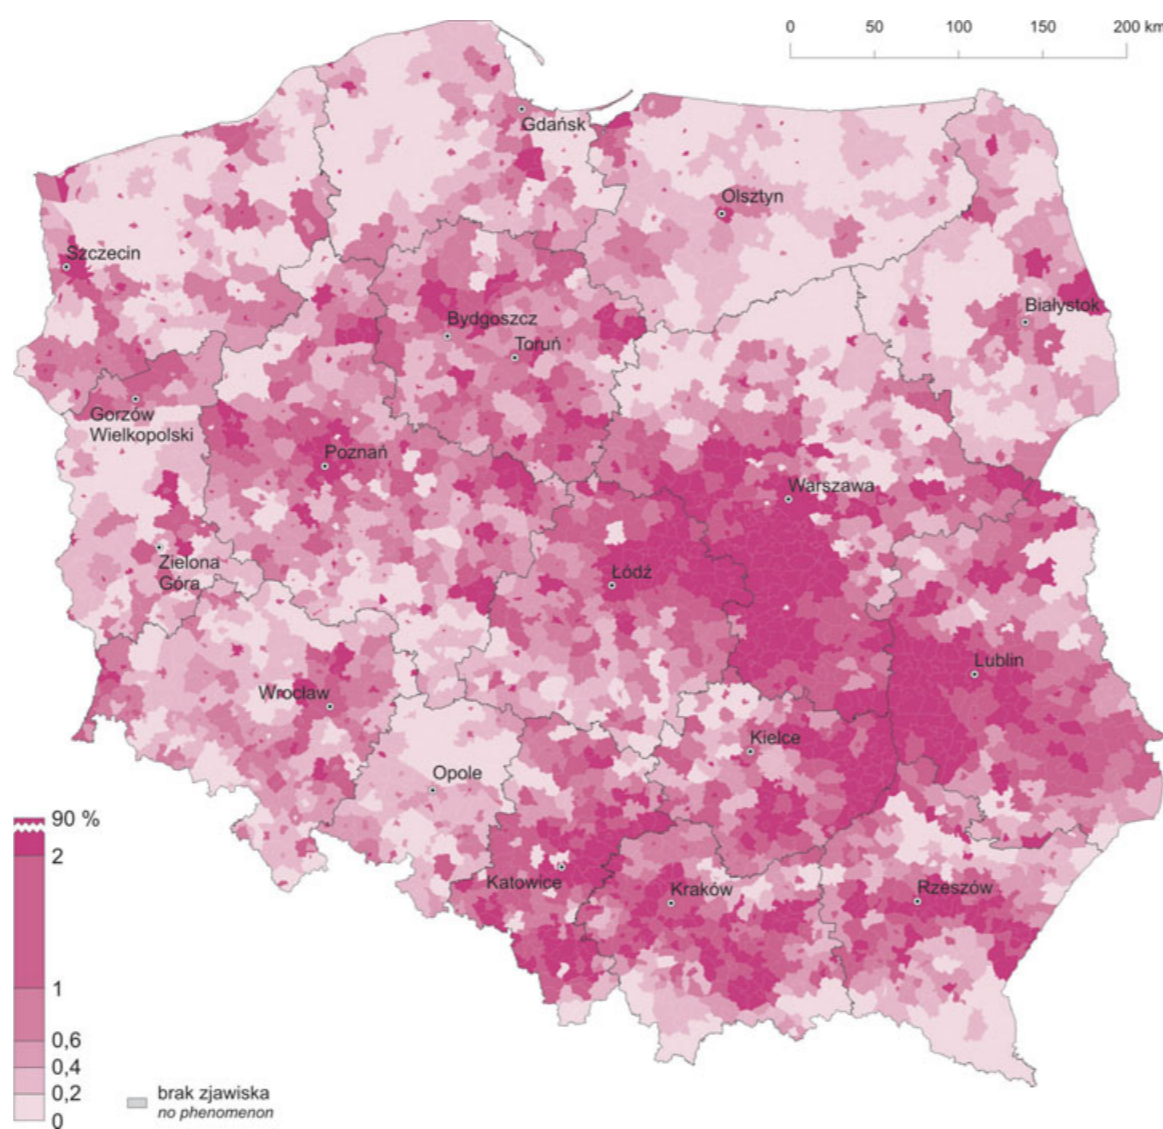 0 50 100 150 200 km
Gdańsk
Olsztyn
Szczecin
Białystok
Bydgoszcz
Toruń
Gorzów
Wielkopolski
Poznań
Warszawa
Zielona
Góra
Łódź
Lublin
Wrocław
Kielce
Opole
Katowice
Kraków
Rzeszów
90 %
2
1
0,6
0,4
0,2
0
brak zjawiska
no phenomenon